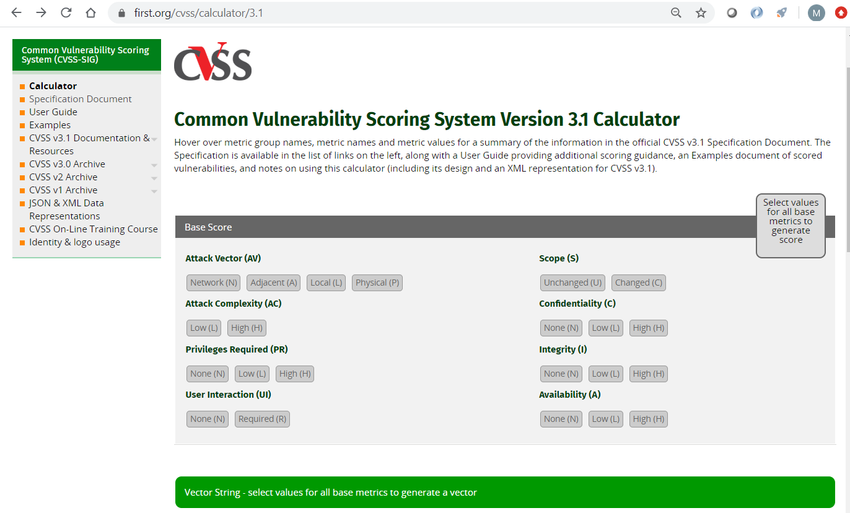 first.org/cvss/calculator/3.1
M
Common Vulnerability Scoring
System (CVSS-SIG)
Calculator
Specification Document
User Guide
Examples
CVSS v3.1 Documentation &
Resources
CVSS v3.0 Archive
CVSS v2 Archive
CVSS v1 Archive
JSON & XML Data
Representations
CVSS On-Line Training Course
Identity & logo usage
CVSS
Common Vulnerability Scoring System Version 3.1 Calculator
Hover over metric group names, metric names and metric values for a summary of the information in the official CVSS v3.1 Specification Document. The
Specification is available in the list of links on the left, along with a User Guide providing additional scoring guidance, an Examples document of scored
vulnerabilities, and notes on using this calculator (including its design and an XML representation for CVSS v3.1).
Select values
for all base
metrics to
generate
score
Base Score
Attack Vector (AV)
Network (N) Adjacent (A) Local (L) Physical (P)
Attack Complexity (AC)
Low (L) High (H)
Privileges Required (PR)
None (N) Low (L) High (H)
User Interaction (UI)
None (N) Required (R)
Scope (S)
Unchanged (U) Changed (C)
Confidentiality (C)
None (N) Low (L) High (H)
Integrity (I)
None (N) Low (L) High (H)
Availability (A)
None (N) Low (L) High (H)
Vector String - select values for all base metrics to generate a vector